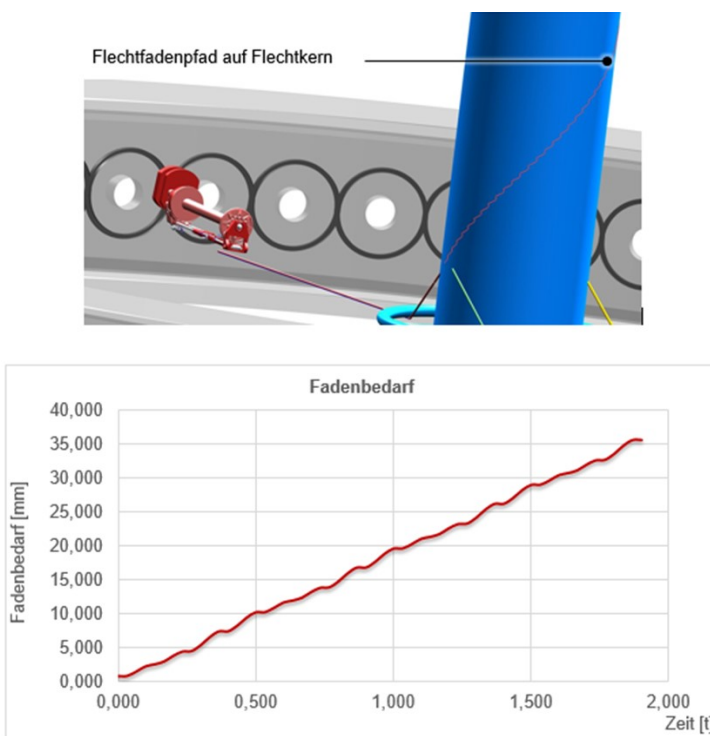 Flechtfadenpfad auf Flechtkern
Fadenbedarf
Fadenbedarf [mm]
40,000
35,000
30,000
25,000
20,000
15,000
10,000
5,000
0,000
0,000 0,500 1,000 1,500 2,000
Zeit [t]